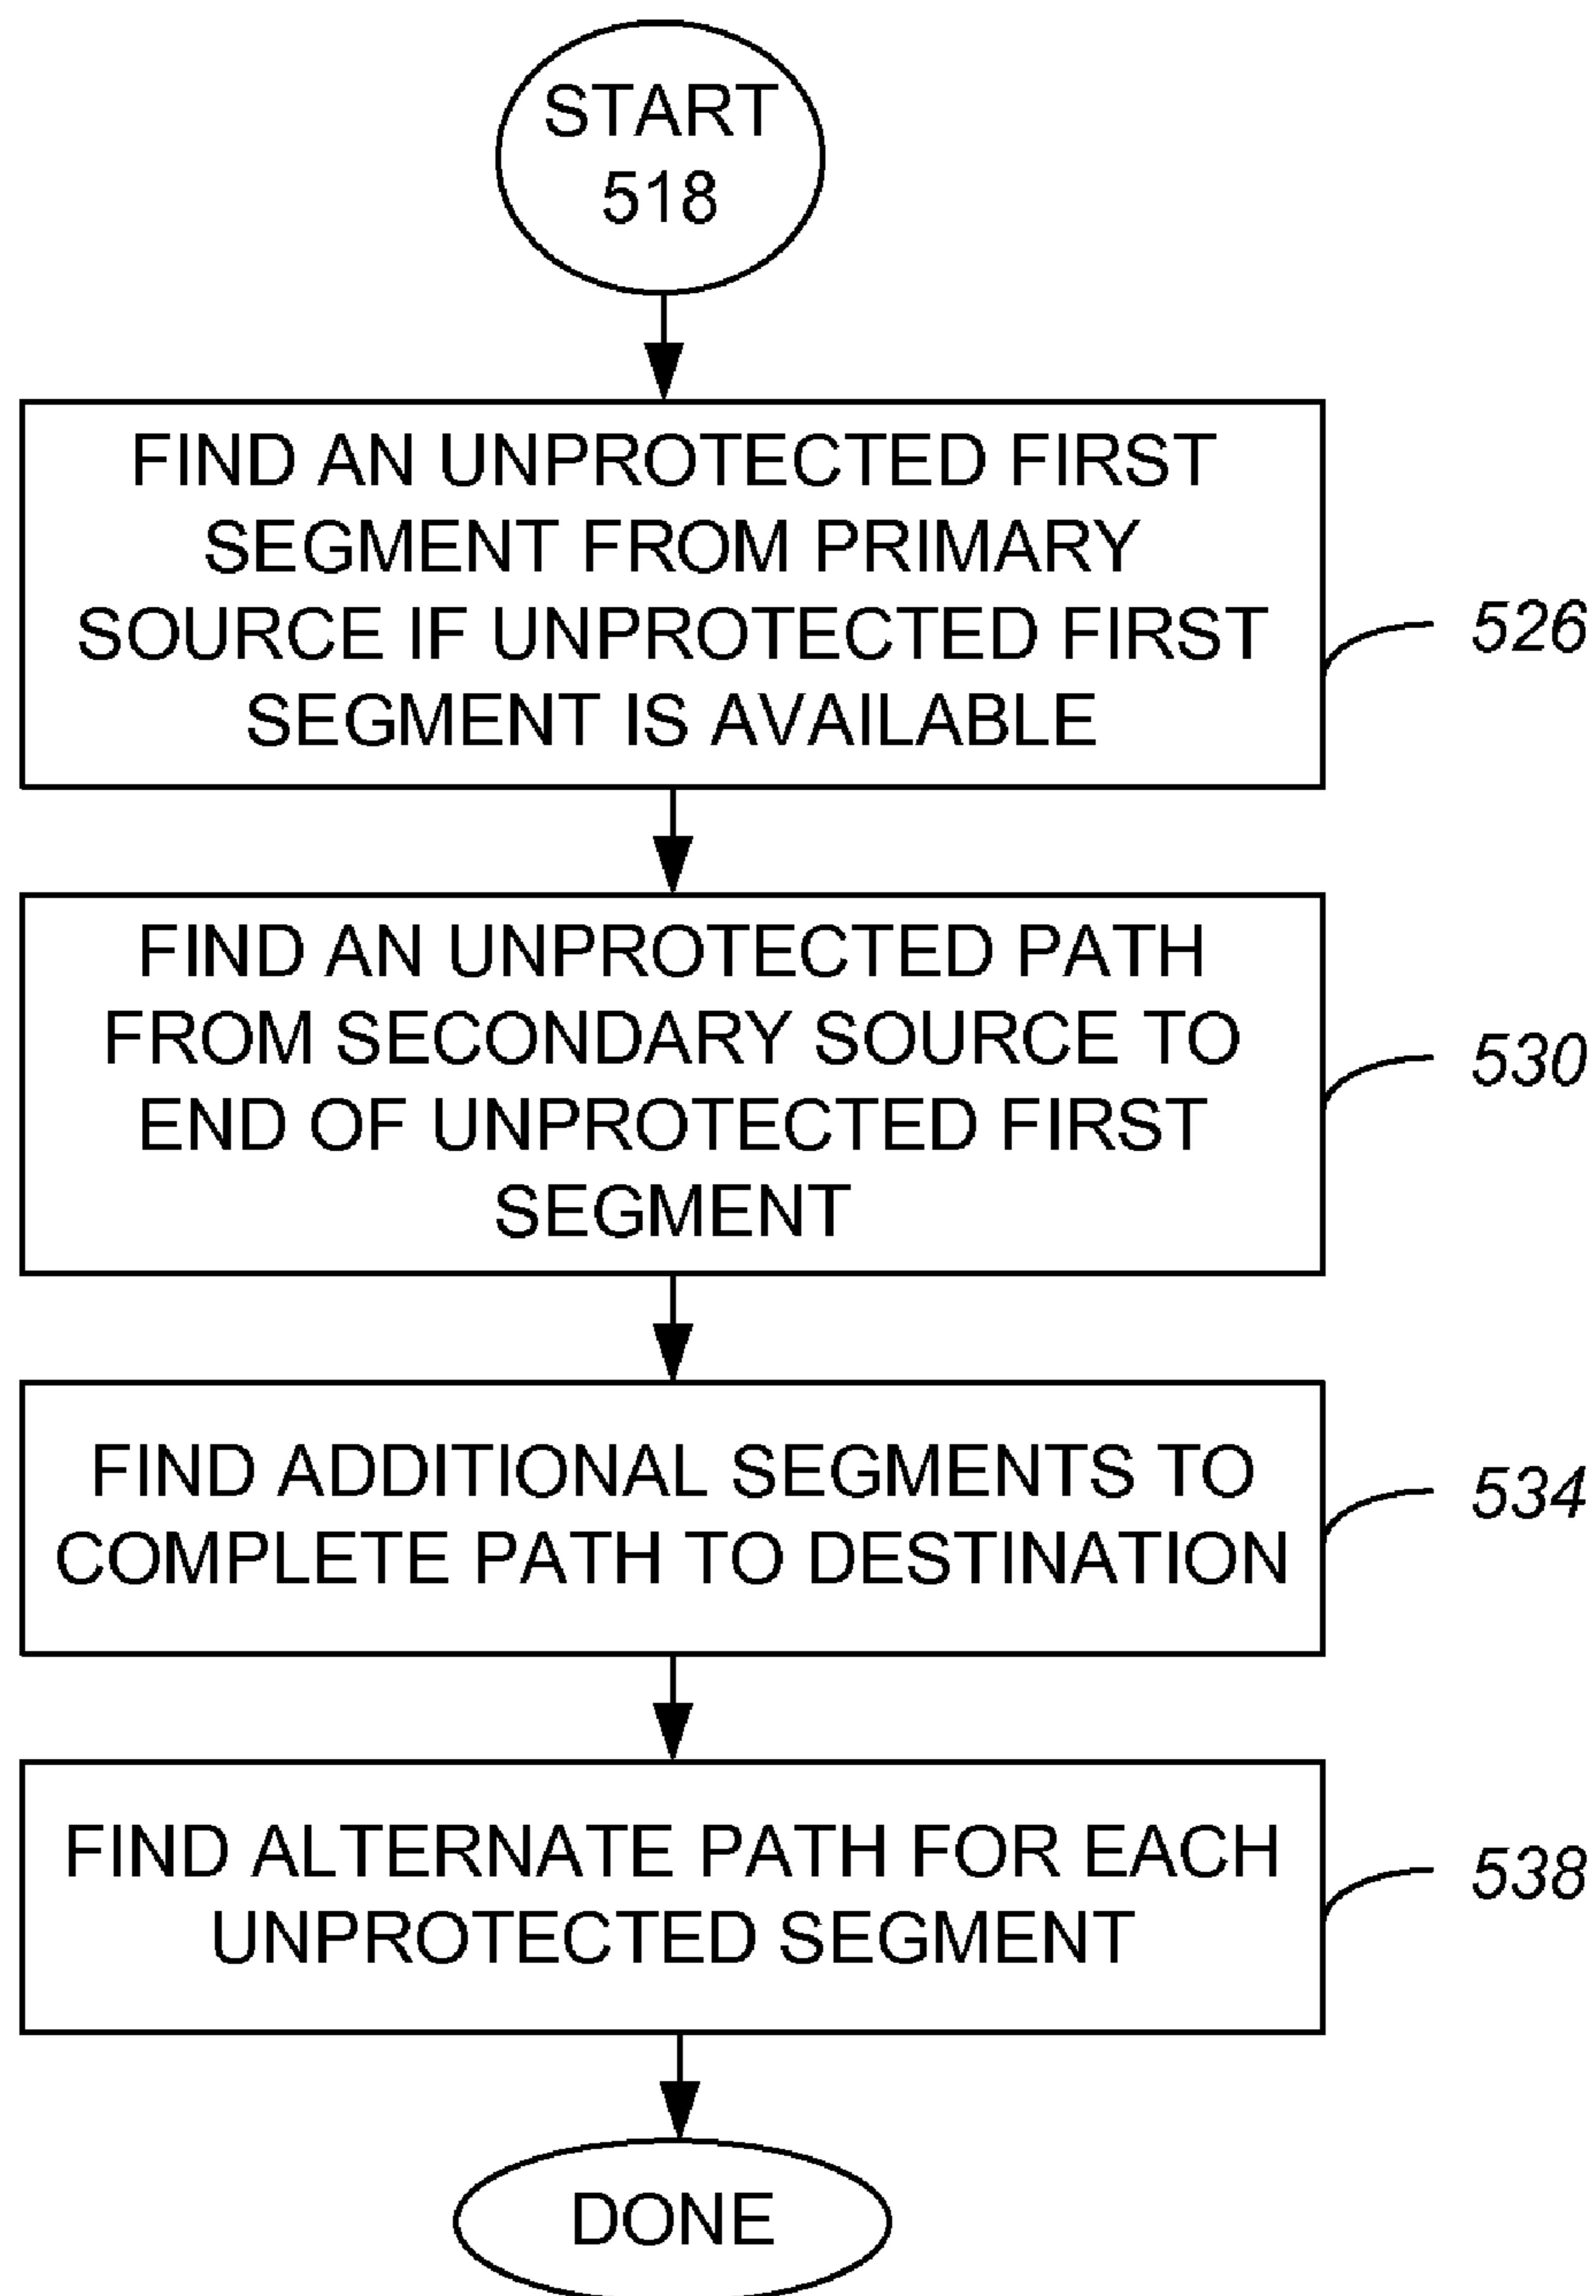 START
518
FIND AN UNPROTECTED FIRST
SEGMENT FROM PRIMARY
SOURCE IF UNPROTECTED FIRST
SEGMENT IS AVAILABLE
526
FIND AN UNPROTECTED PATH
FROM SECONDARY SOURCE TO
END OF UNPROTECTED FIRST
SEGMENT
530
FIND ADDITIONAL SEGMENTS TO
COMPLETE PATH TO DESTINATION
534
FIND ALTERNATE PATH FOR EACH
UNPROTECTED SEGMENT
538
DONE